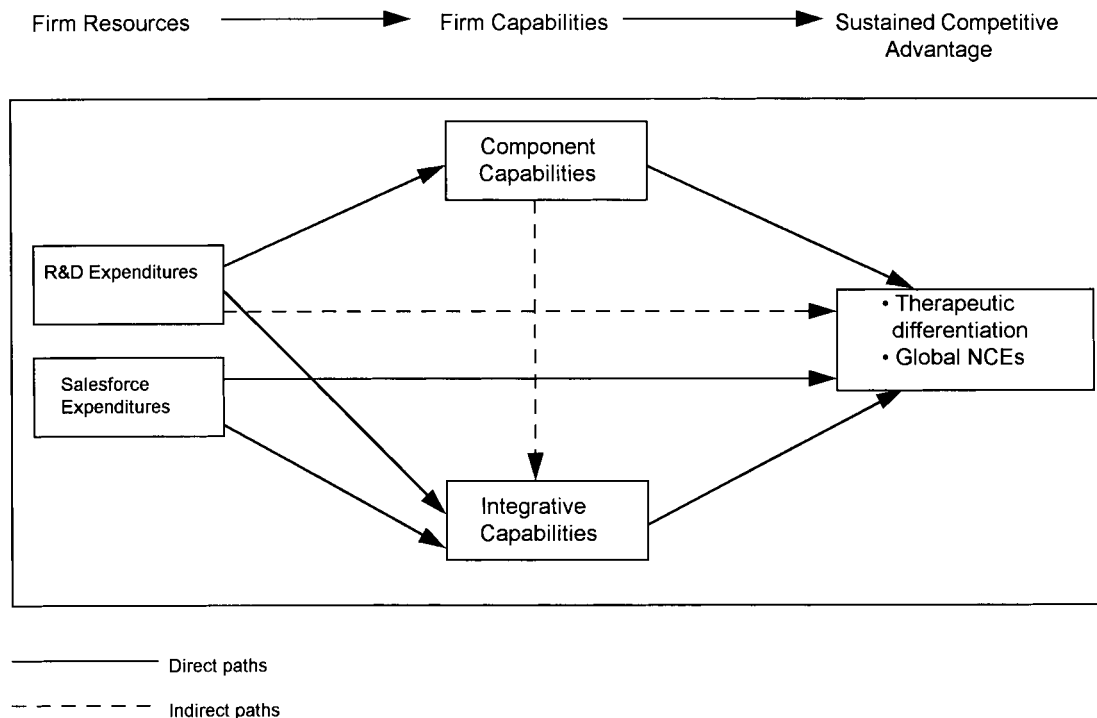 Firm Resources
Firm Capabilities
Sustained Competitive
Advantage
Component
Capabilities
R&D Expenditures
• Therapeutic
differentiation
• Global NCEs
Salesforce
Expenditures
Integrative
Capabilities
Direct paths
Indirect paths